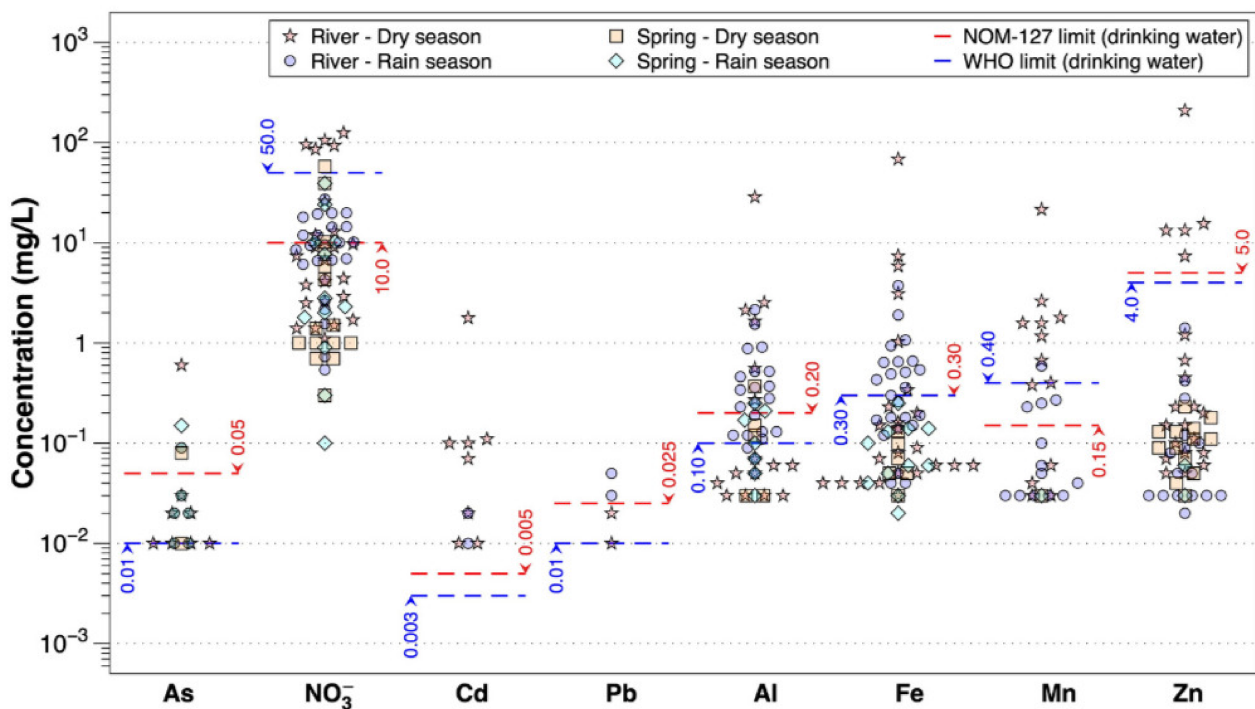 River - Dry season
Spring - Dry season
NOM-127 limit (drinking water)
River - Rain season
Spring - Rain season
WHO limit (drinking water)
Concentration (mg/L)
10³
10²
10¹
1
10⁻¹
10⁻²
10⁻³
0.01
0.05
50.0
10.0
0.003
0.005
0.01
0.025
0.10
0.20
0.30
0.30
0.40
0.15
4.0
5.0
As
NO₃⁻
Cd
Pb
Al
Fe
Mn
Zn